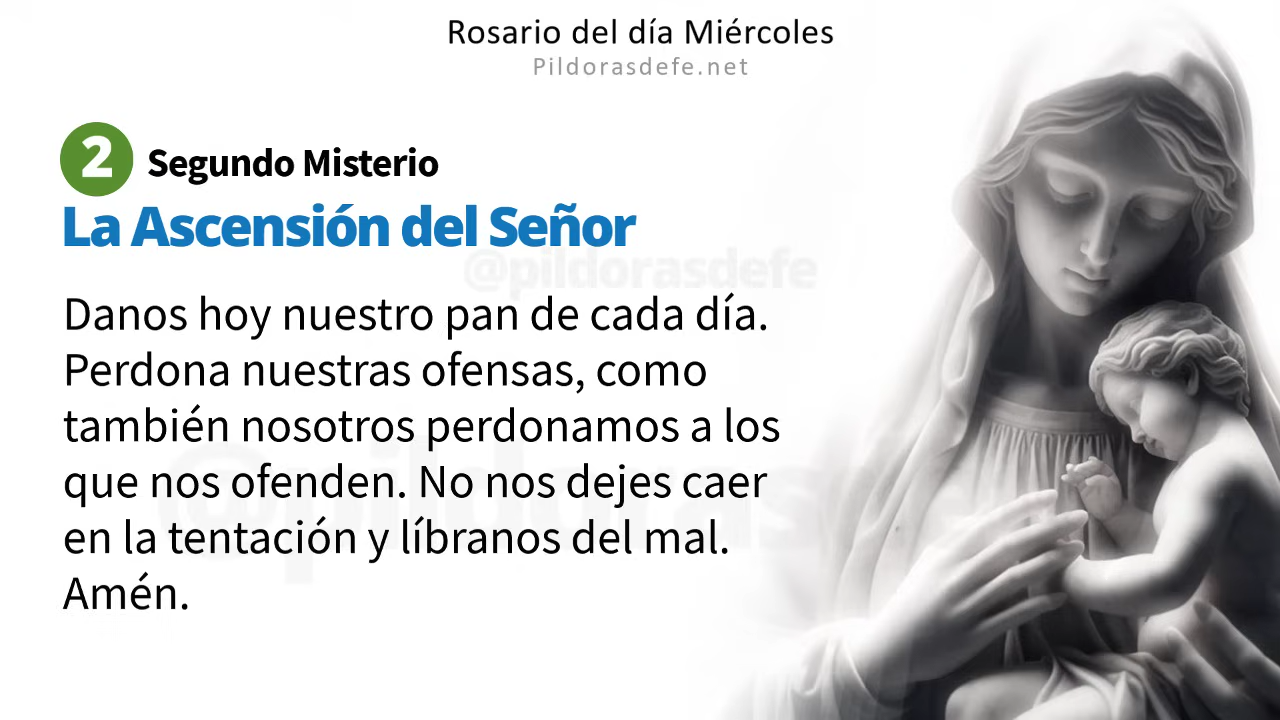 Rosario del día Miércoles
Pildorasdefe.net
2 Segundo Misterio
La Ascensión del Señor
@pildorasdefe
Danos hoy nuestro pan de cada día.
Perdona nuestras ofensas, como
también nosotros perdonamos a los
que nos ofenden. No nos dejes caer
en la tentación y líbranos del mal.
Amén.